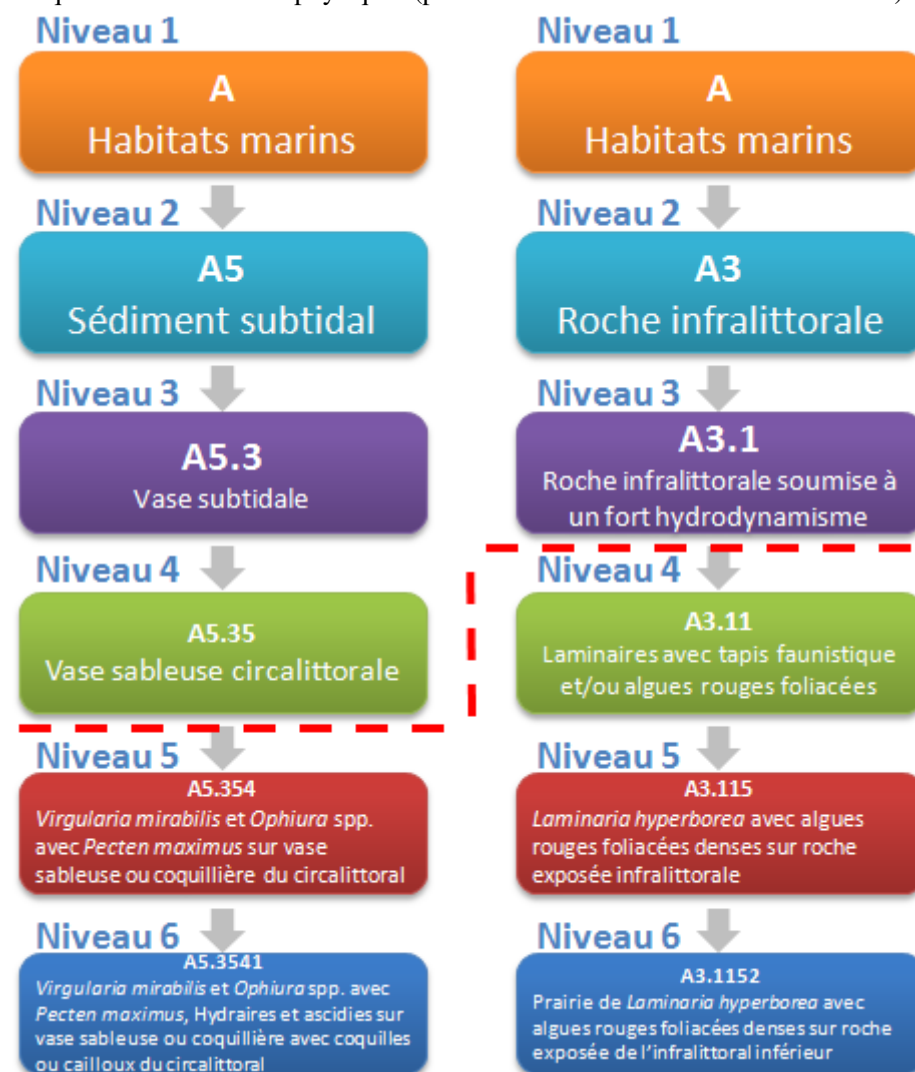 Niveau 1
A
Habitats marins
Niveau 2
A5
Sédiment subtidal
Niveau 3
A5.3
Vase subtidale
Niveau 4
A5.35
Vase sableuse circalittorale
Niveau 5
A5.354
Virgularia mirabilis et Ophiura spp.
avec Pecten maximus sur vase
sableuse ou coquillière du circalittoral
Niveau 6
A5.3541
Virgularia mirabilis et Ophiura spp. avec
Pecten maximus, Hydraires et ascidies sur
vase sableuse ou coquillière avec coquilles
ou cailloux du circalittoral
Niveau 1
A
Habitats marins
Niveau 2
A3
Roche infralittorale
Niveau 3
A3.1
Roche infralittorale soumise à
un fort hydrodynamisme
Niveau 4
A3.11
Laminaires avec tapis faunistique
et/ou algues rouges foliacées
Niveau 5
A3.115
Laminaria hyperborea avec algues
rouges foliacées denses sur roche
exposée infralittorale
Niveau 6
A3.1152
Prairie de Laminaria hyperborea avec
algues rouges foliacées denses sur roche
exposée de l'infralittoral inférieur